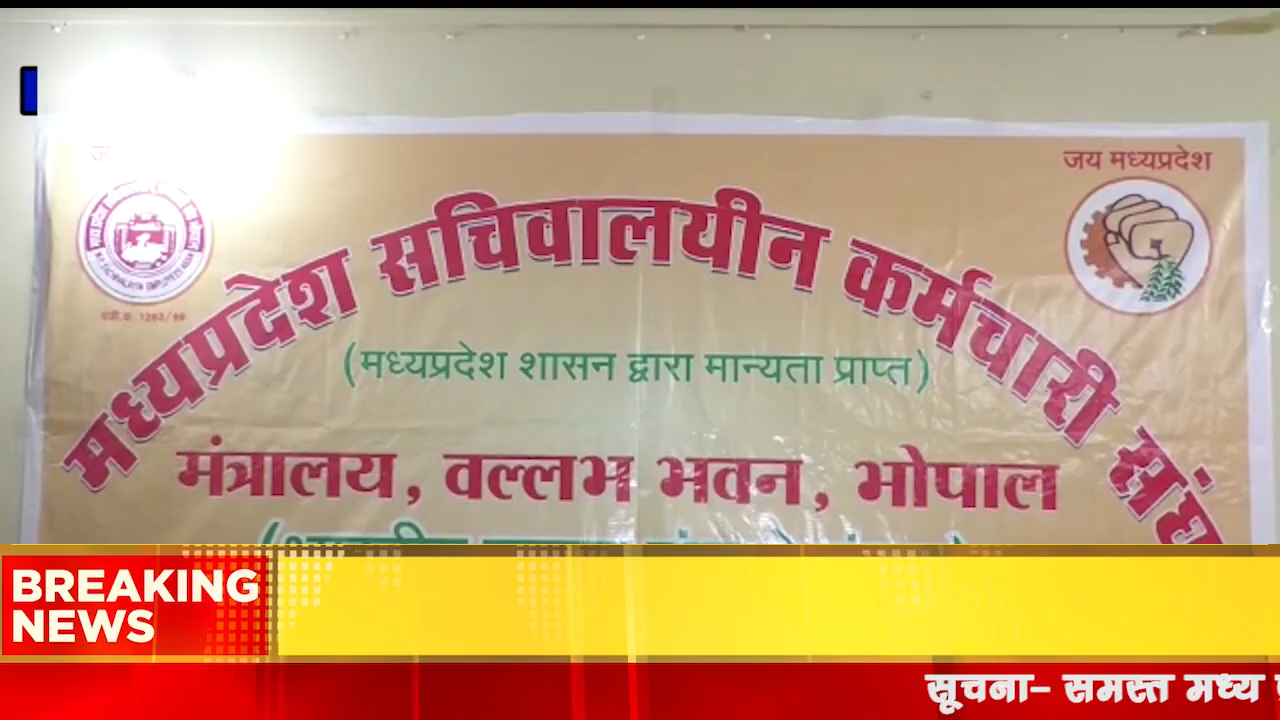 जय मध्यप्रदेश
मध्यप्रदेश सचिवालयीन कर्मचारी संघ
(मध्यप्रदेश शासन द्वारा मान्यता प्राप्त)
मंत्रालय, वल्लभ भवन, भोपाल
BREAKING
NEWS
सूचना- समस्त मध्य